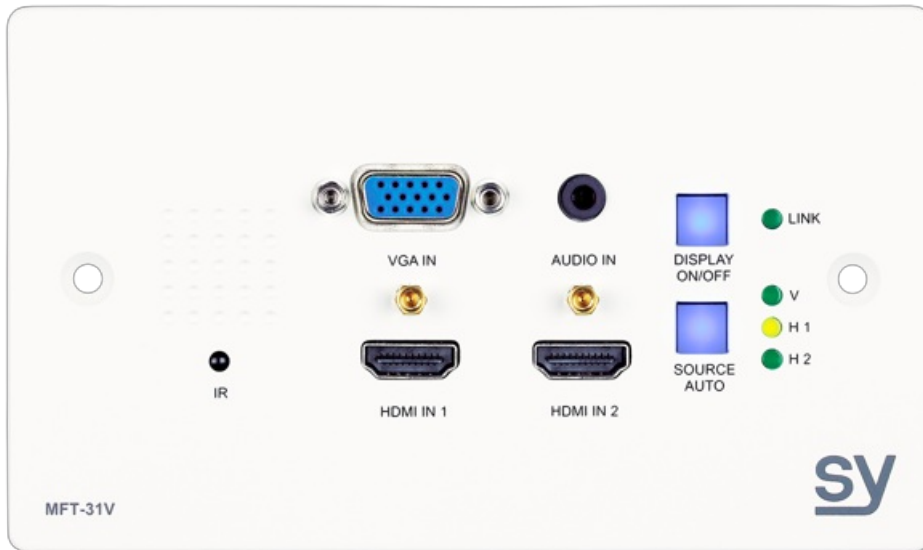 VGA IN
AUDIO IN
DISPLAY
ON/OFF
LINK
V
H 1
H 2
SOURCE
AUTO
IR
HDMI IN 1
HDMI IN 2
MFT-31V
sy